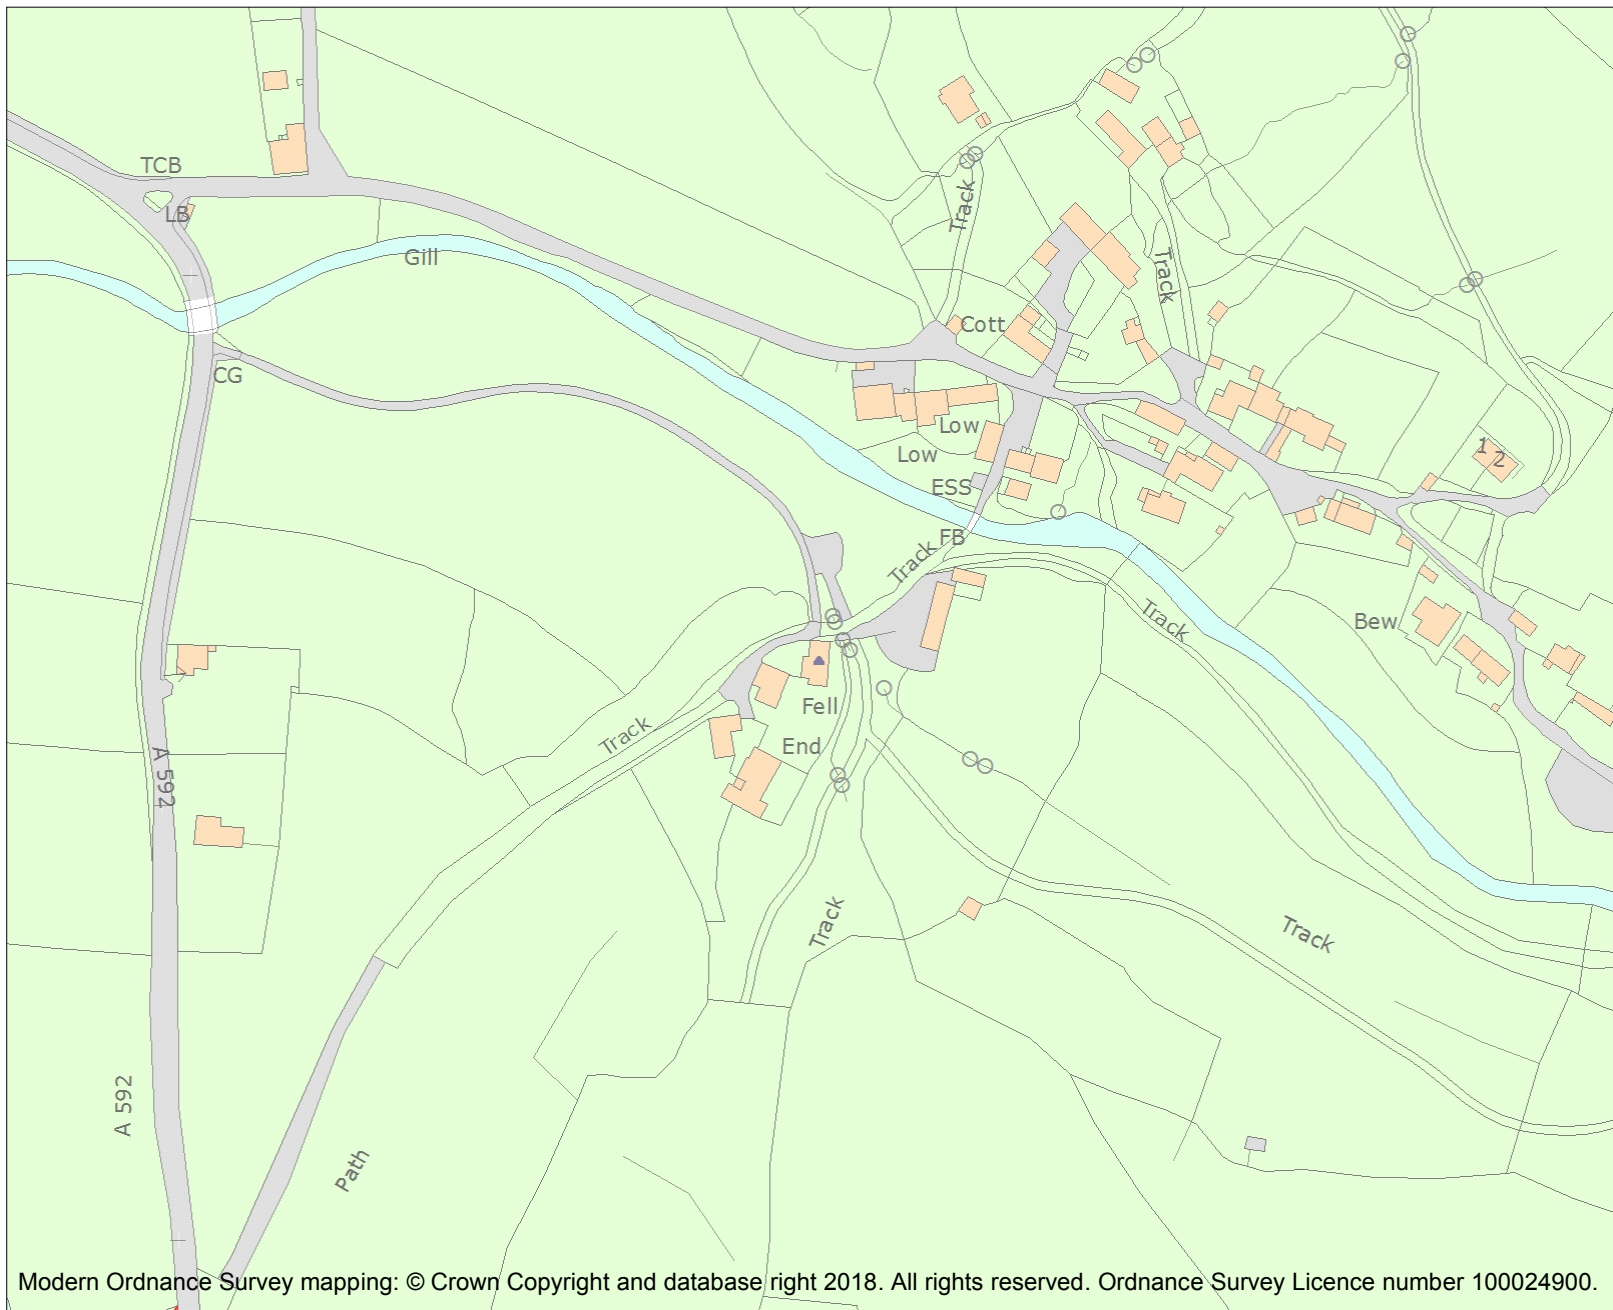 TCB
LB
Gill
Track
Track
Cott
CG
Low
Low
1 2
ESS
FB
Track
Track
Bew
Fell
End
Track
A 592
Track
Track
A 592
Path
Modern Ordnance Survey mapping: © Crown Copyright and database right 2018. All rights reserved. Ordnance Survey Licence number 100024900.